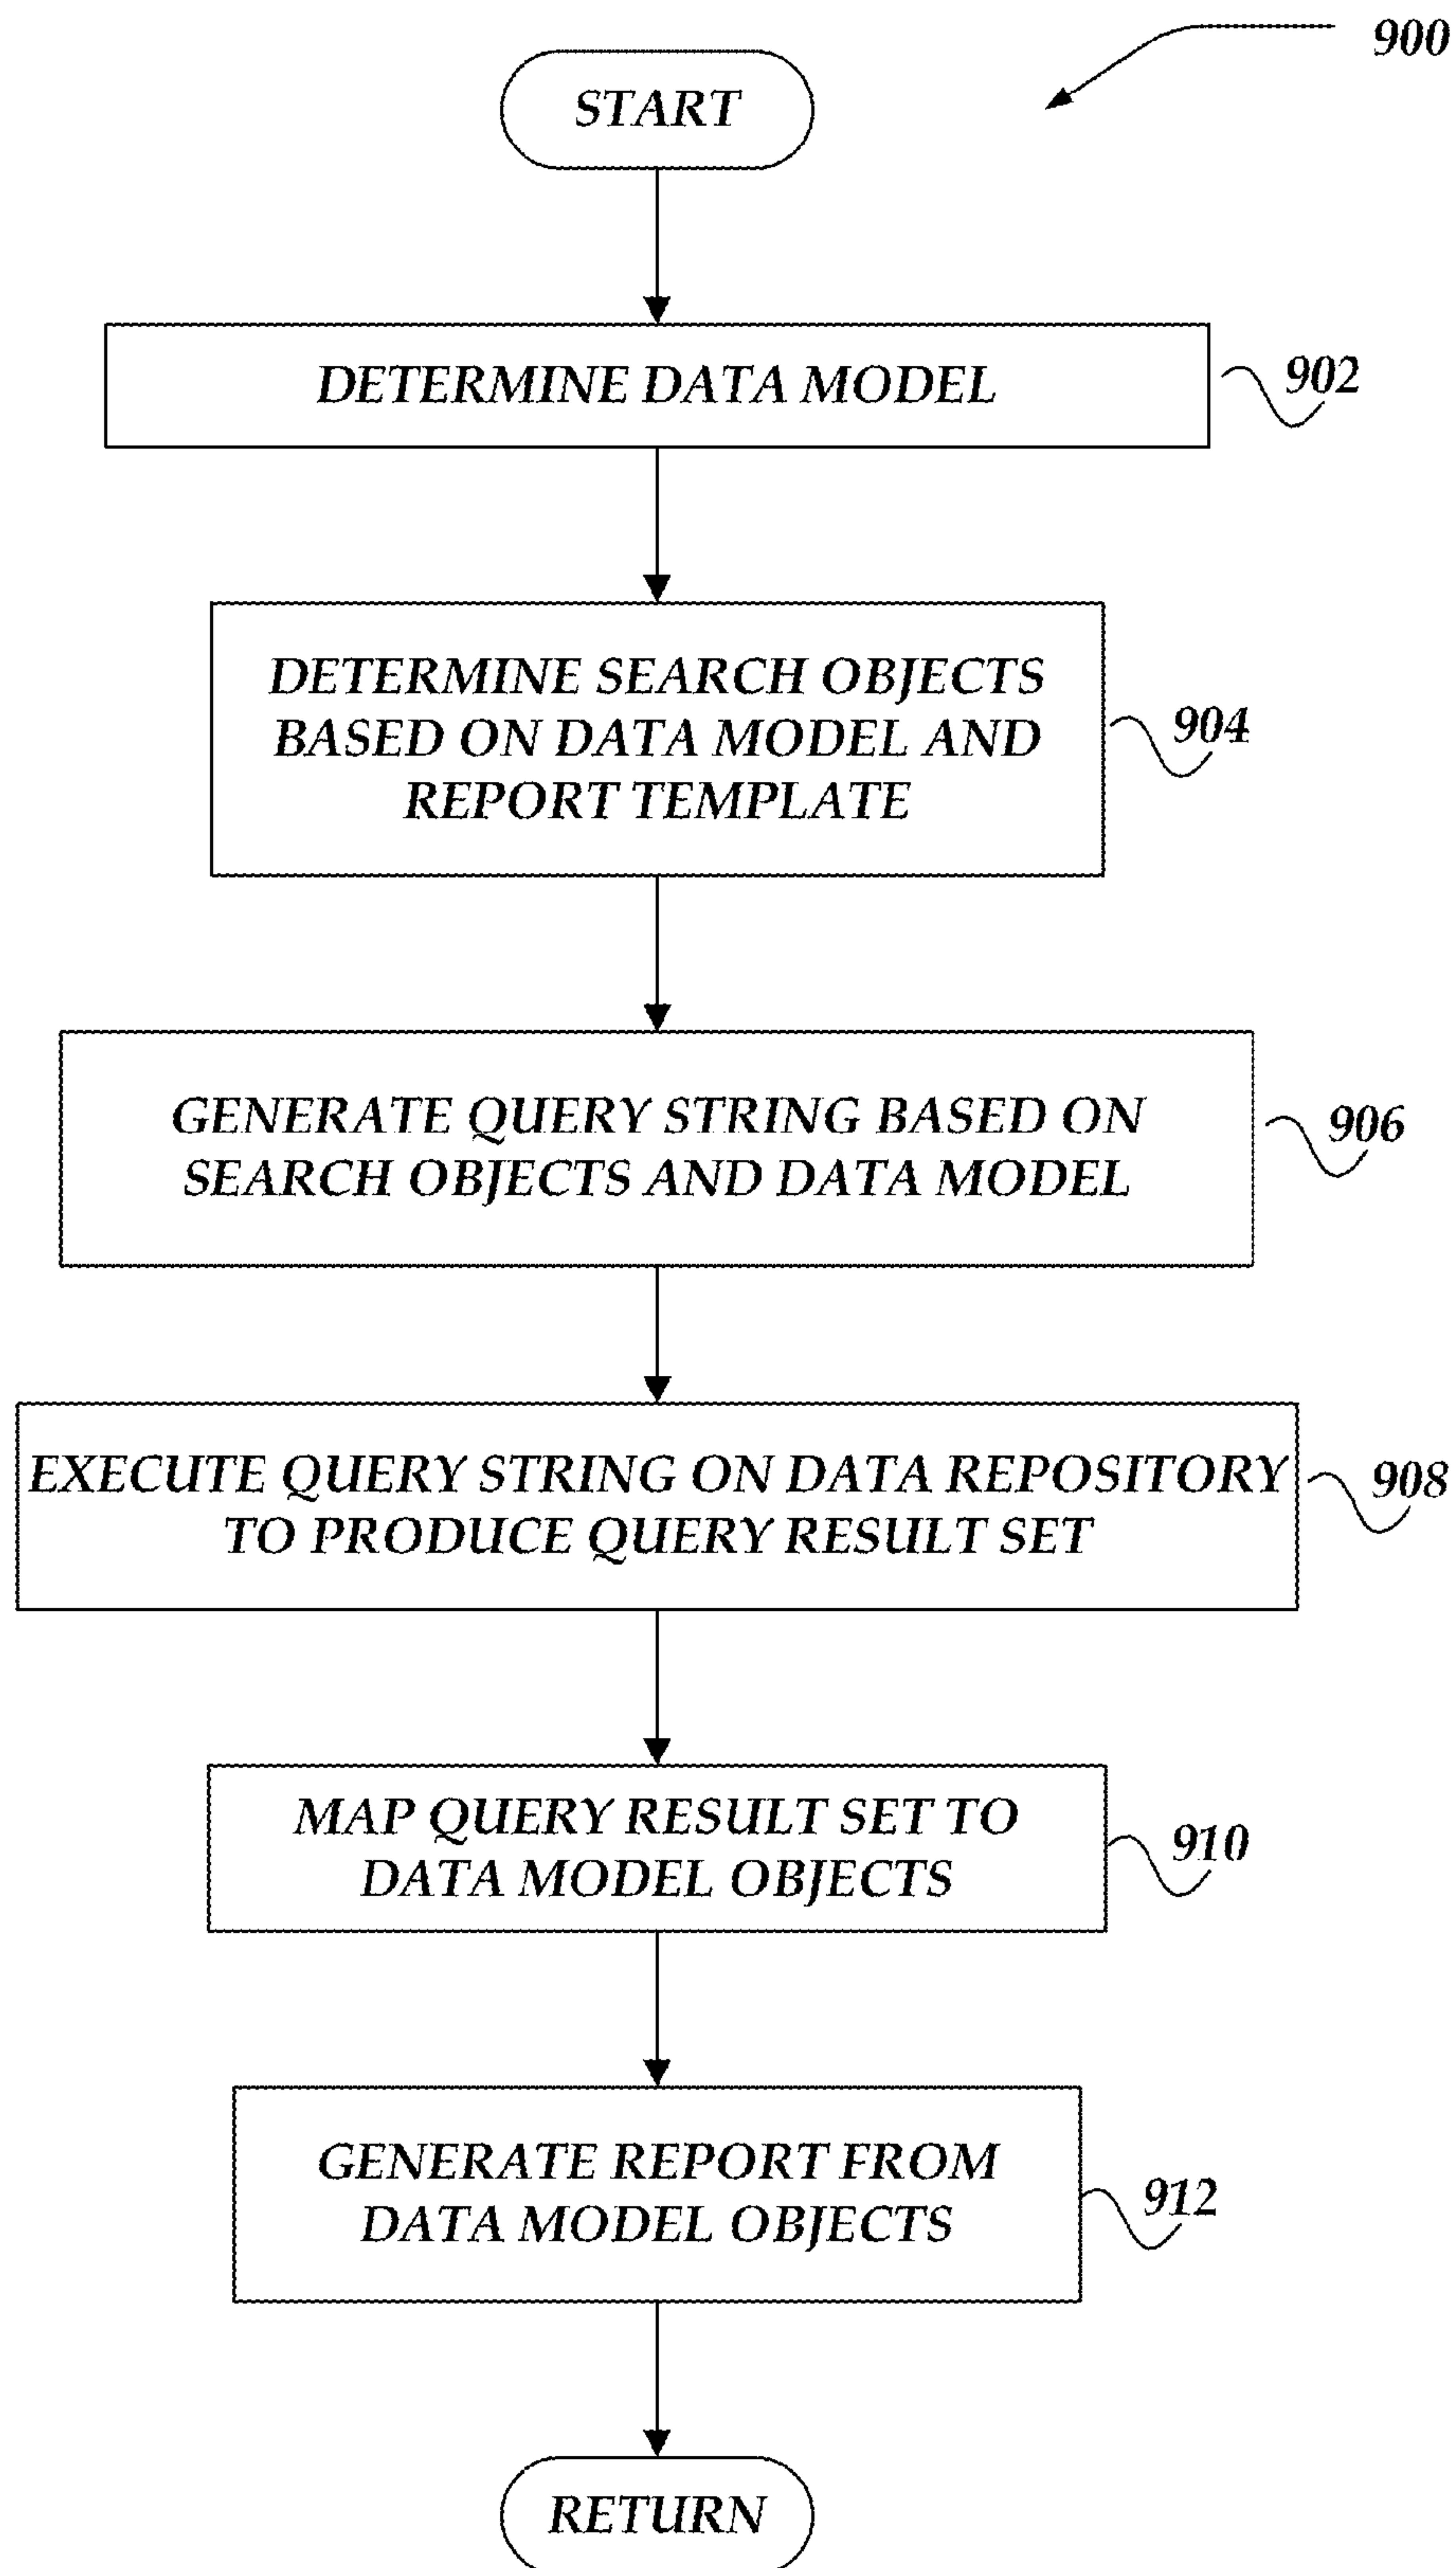 900
START
DETERMINE DATA MODEL
902
DETERMINE SEARCH OBJECTS
BASED ON DATA MODEL AND
REPORT TEMPLATE
904
GENERATE QUERY STRING BASED ON
SEARCH OBJECTS AND DATA MODEL
906
EXECUTE QUERY STRING ON DATA REPOSITORY
TO PRODUCE QUERY RESULT SET
908
MAP QUERY RESULT SET TO
DATA MODEL OBJECTS
910
GENERATE REPORT FROM
DATA MODEL OBJECTS
912
RETURN